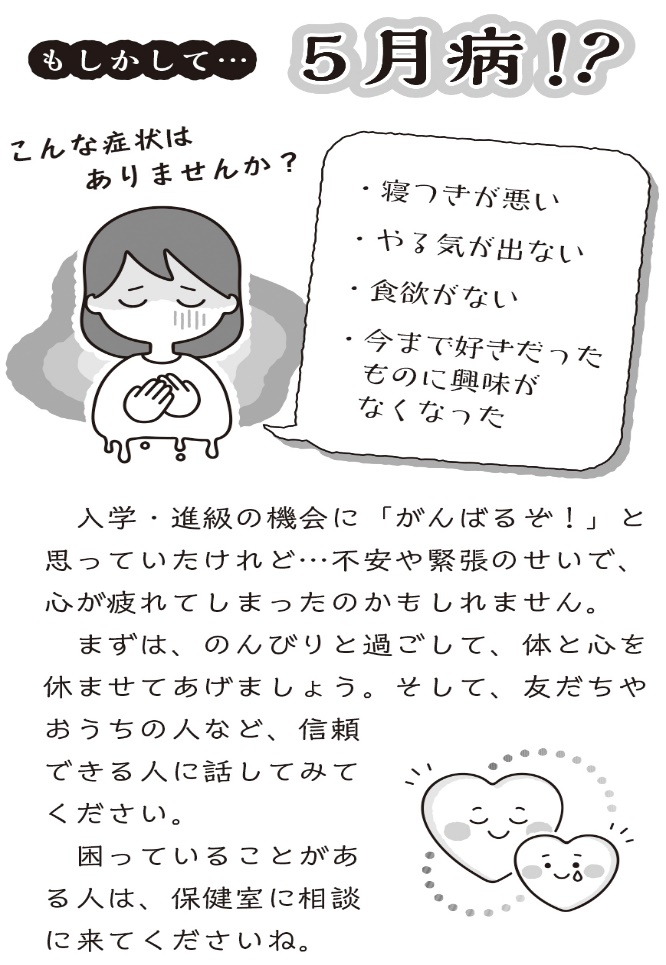 もしかして… 5月病!?
こんな症状は
ありませんか？
・寝つきが悪い
・やる気が出ない
・食欲がない
・今まで好きだった
ものに興味が
なくなった
入学・進級の機会に「がんばるぞ！」と
思っていたけれど…不安や緊張のせいで、
心が疲れてしまったのかもしれません。
まずは、のんびりと過ごして、体と心を
休ませてあげましょう。そして、友だちや
おうちの人など、信頼
できる人に話してみて
ください。
困っていることがあ
る人は、保健室に相談
に来てくださいね。